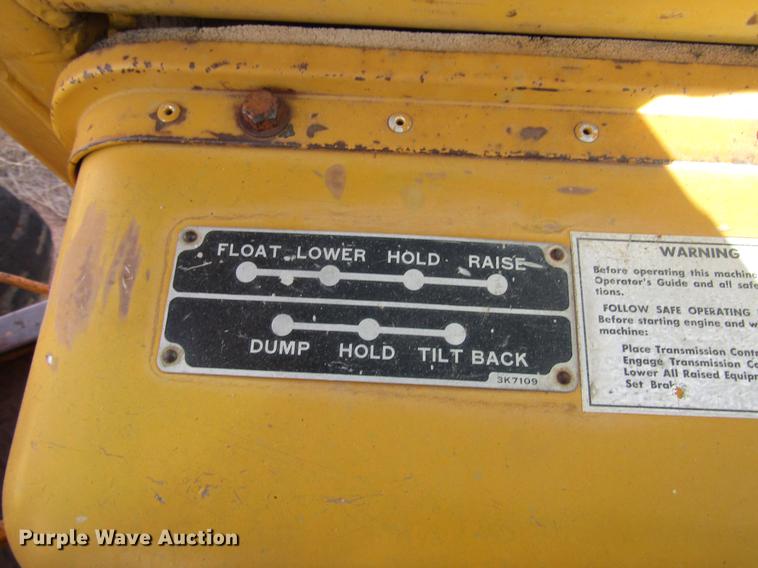 FLOAT LOWER HOLD RAISE
DUMP HOLD TILT BACK
3K7109
WARNING
Before operating this machin
Operator's Guide and all safe
tions.
FOLLOW SAFE OPERATING
Before starting engine and w
machine:
Place Transmission Cont
Engage Transmission Co
Lower All Raised Equip
Set Brak
Purple Wave Auction